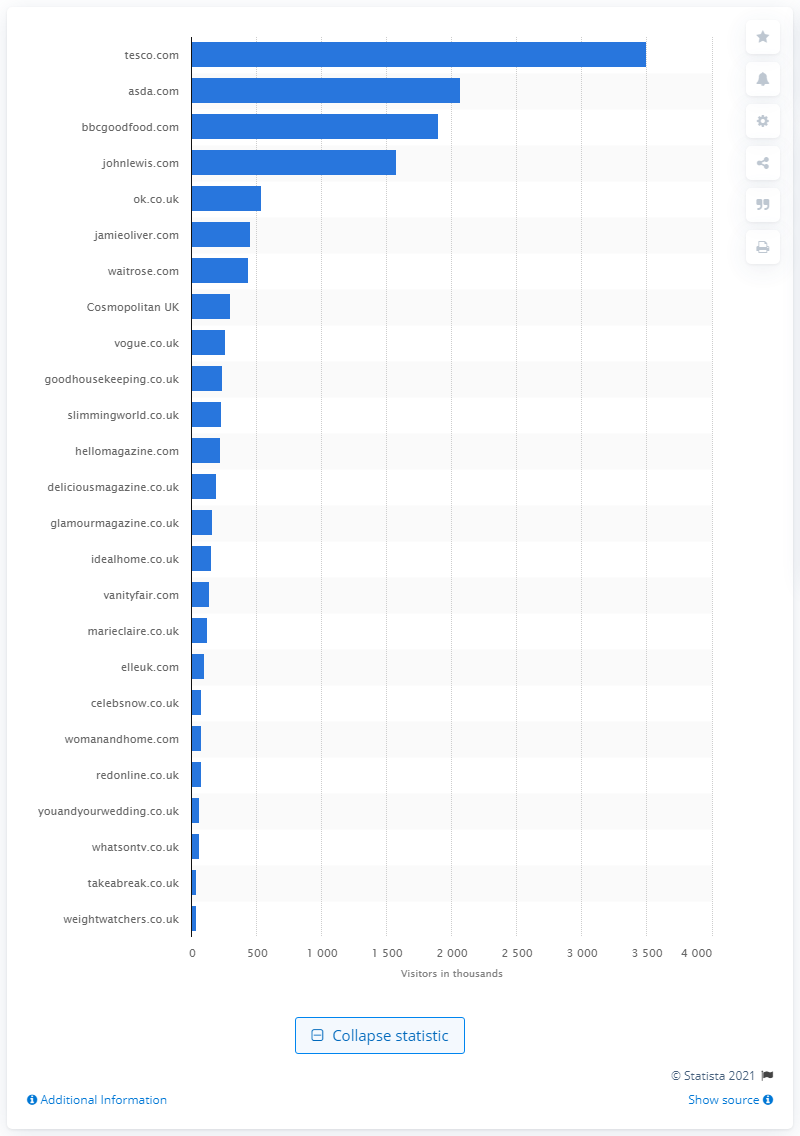 tesco.com
asda.com
bbcgoodfood.com
johnlewis.com
ok.co.uk
jamieoliver.com
waitrose.com
Cosmopolitan UK
vogue.co.uk
goodhousekeeping.co.uk
slimmingworld.co.uk
hellomagazine.com
deliciousmagazine.co.uk
glamourmagazine.co.uk
idealhome.co.uk
vanityfair.com
marieclaire.co.uk
elleuk.com
celebsnow.co.uk
womanandhome.com
redonline.co.uk
youandyourwedding.co.uk
whatsontv.co.uk
takeabreak.co.uk
weightwatchers.co.uk
0 500 1 000 1 500 2 000 2 500 3 000 3 500 4 000
Visitors in thousands
Collapse statistic
© Statista 2021
Additional Information Show source